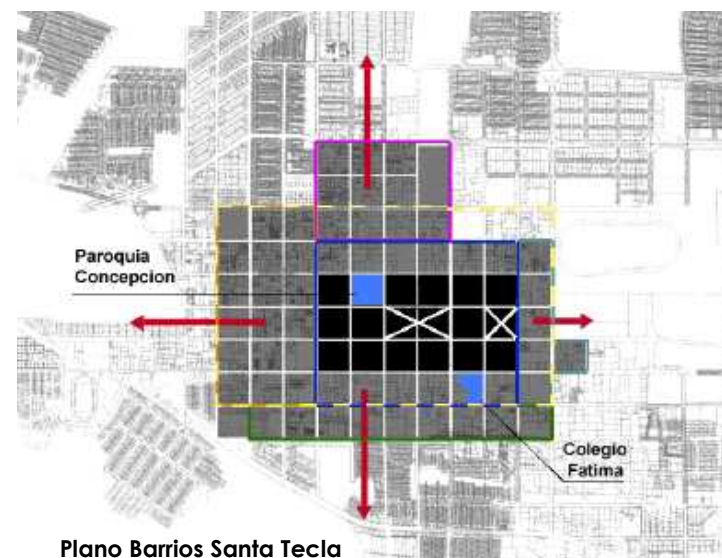 Paroquia
Concepcion
Colegio
Fatima
Plano Barrios Santa Tecla